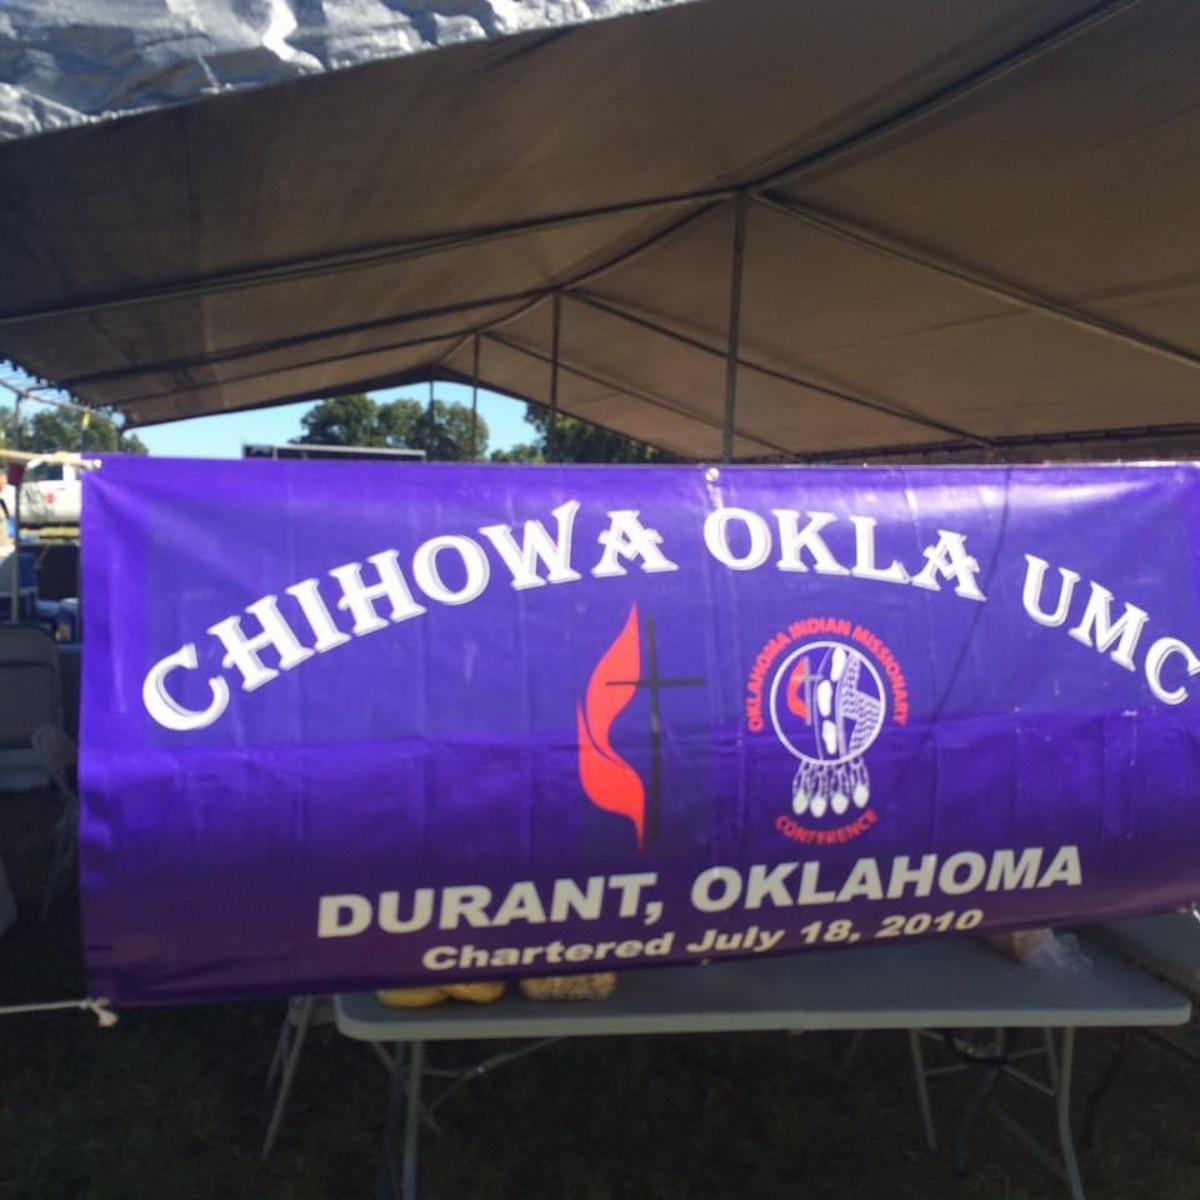 CHIHOWA OKLA UMC
OKLAHOMA INDIAN MISSIONARY
CONFERENCE
DURANT, OKLAHOMA
Chartered July 18, 2010